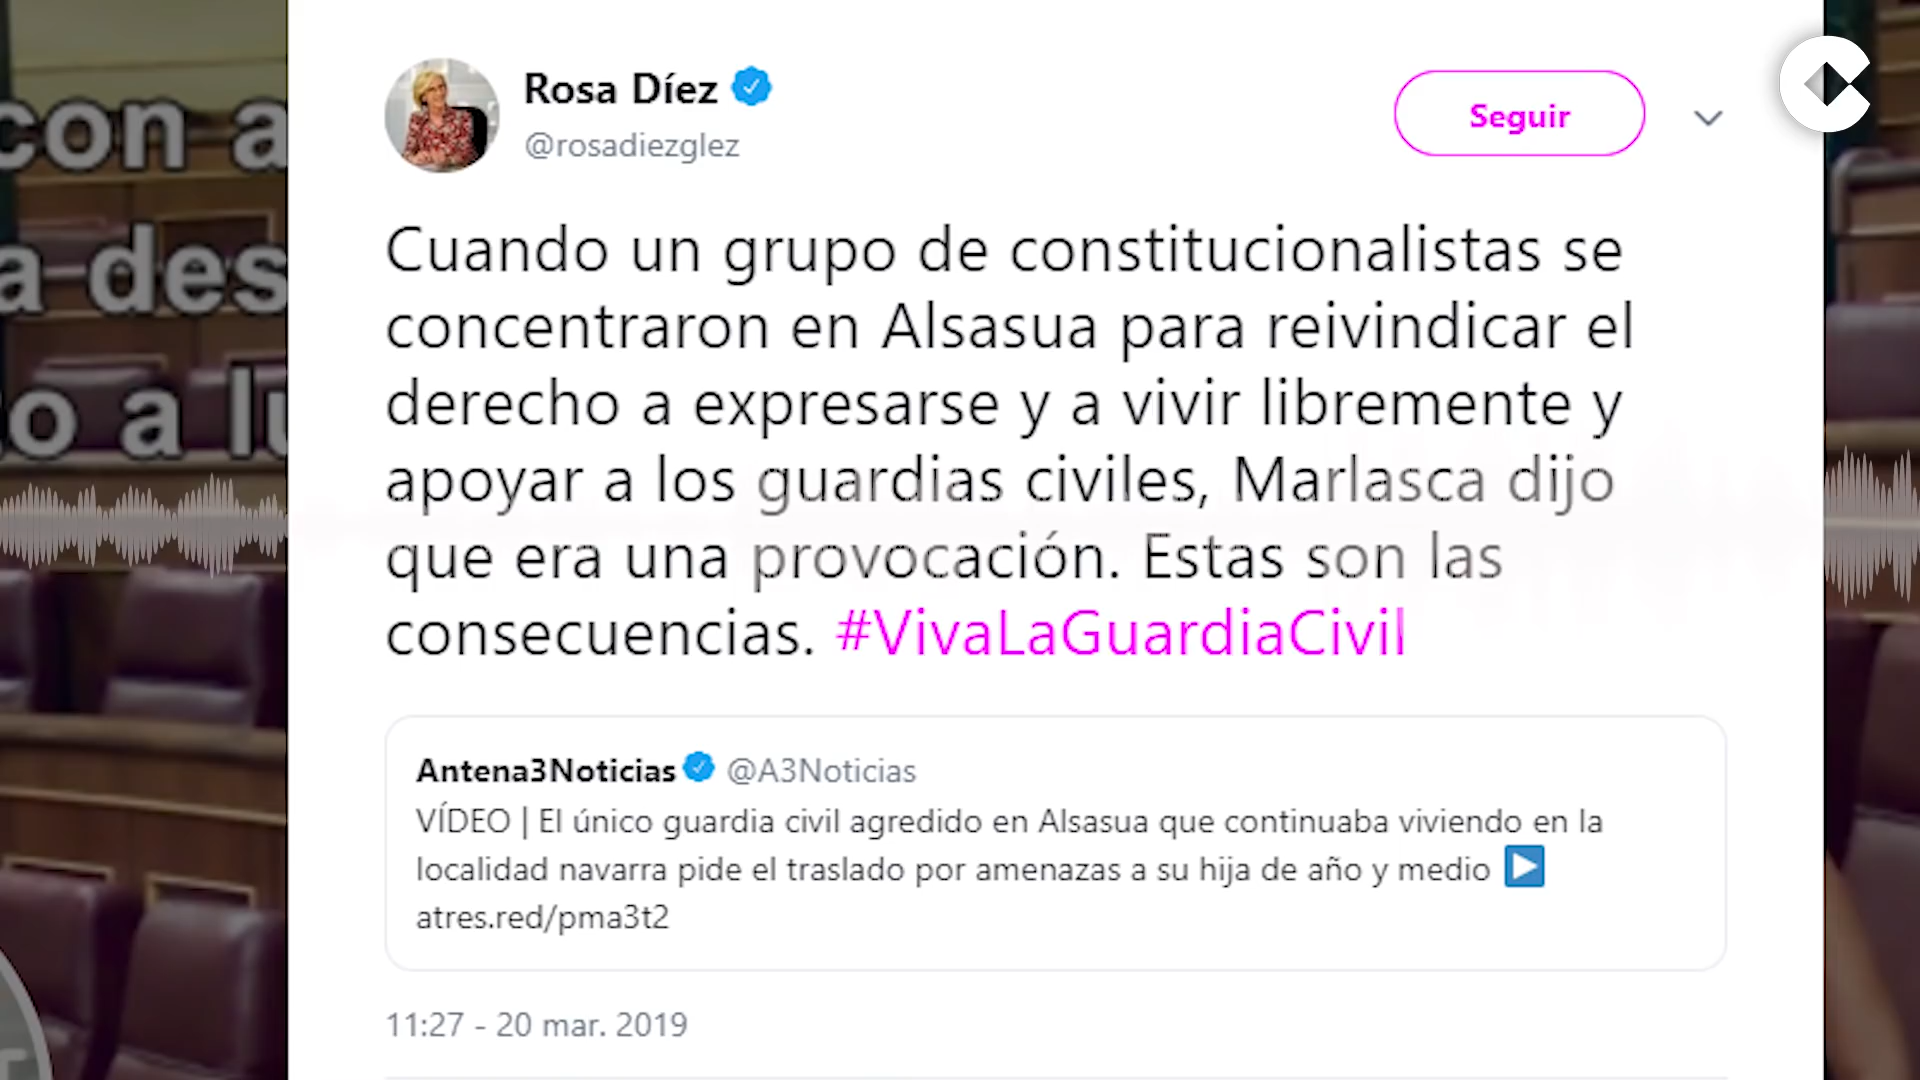 con a
a des
o a lu
Rosa Díez
@rosadiezglez
Seguir
Cuando un grupo de constitucionalistas se
concentraron en Alsasua para reivindicar el
derecho a expresarse y a vivir libremente y
apoyar a los guardias civiles, Marlasca dijo
que era una provocación. Estas son las
consecuencias. #VivaLaGuardiaCivil
Antena3Noticias @A3Noticias
VÍDEO | El único guardia civil agredido en Alsasua que continuaba viviendo en la
localidad navarra pide el traslado por amenazas a su hija de año y medio
atres.red/pma3t2
11:27 - 20 mar. 2019